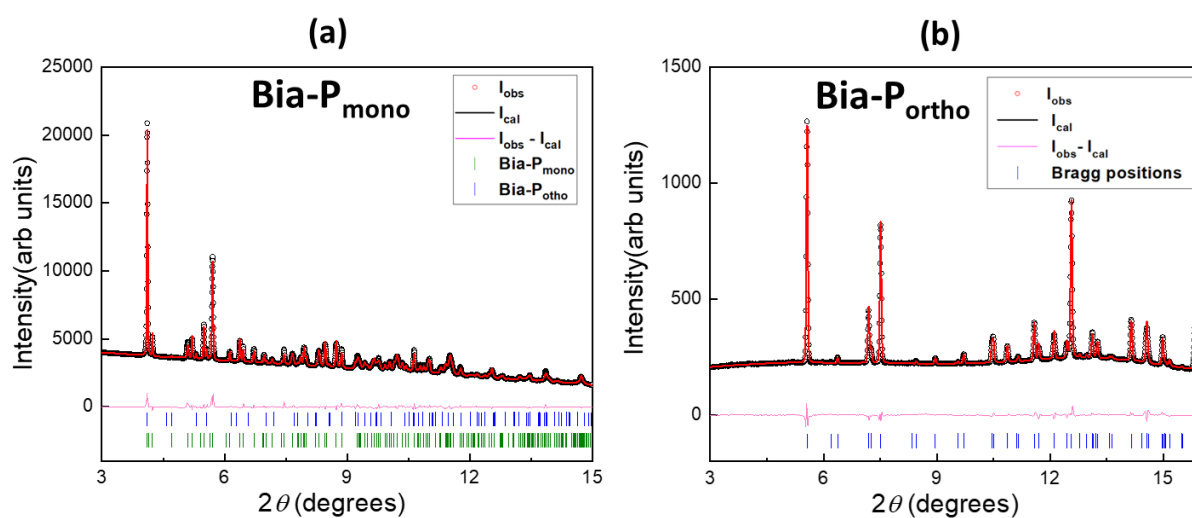 (a)
Bia-Pmono
Iobs
Ical
Iobs - Ical
Bia-Pmono
Bia-Potho
25000
20000
15000
10000
5000
0
Intensity(arb units)
3
6
9
12
15
2θ (degrees)
(b)
Bia-Portho
Iobs
Ical
Iobs- Ical
Bragg positions
1500
1000
500
0
Intensity(arb units)
3
6
9
12
15
2θ (degrees)